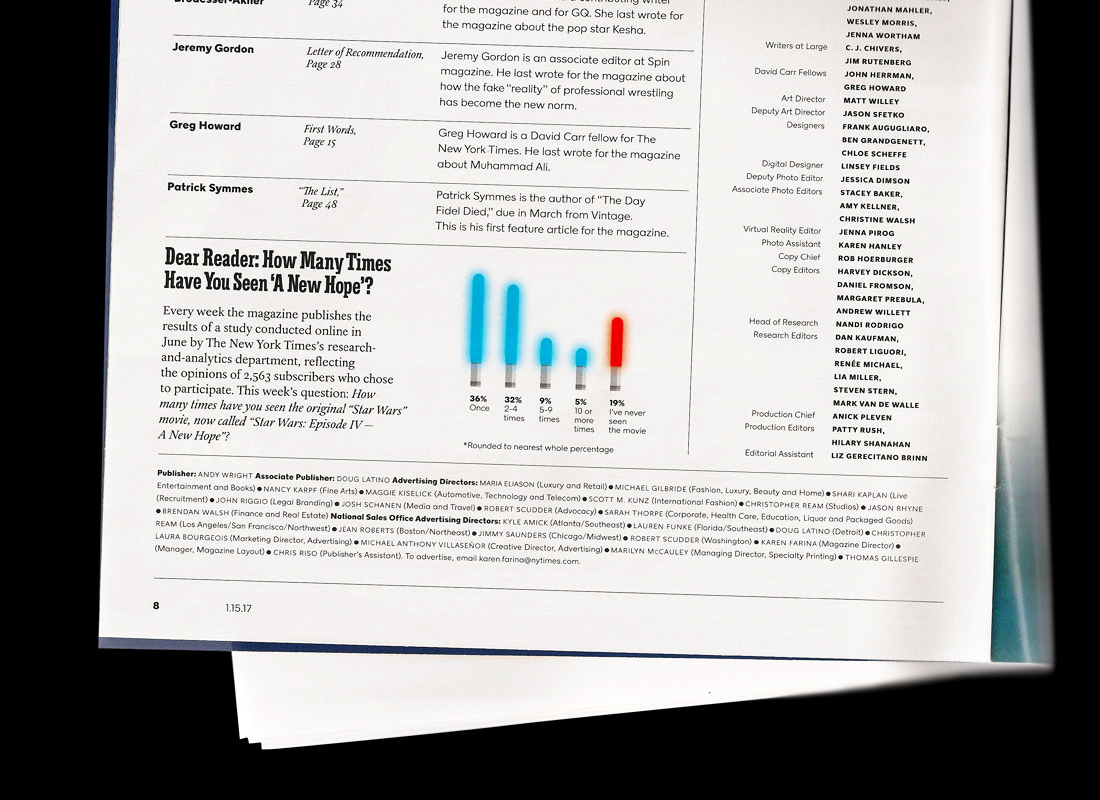 Brodesser-Akner
Page 34
for the magazine and for GQ. She last wrote for
the magazine about the pop star Kesha.
Jeremy Gordon
Letter of Recommendation,
Page 28
Jeremy Gordon is an associate editor at Spin
magazine. He last wrote for the magazine about
how the fake "reality" of professional wrestling
has become the new norm.
Greg Howard
First Words,
Page 15
Greg Howard is a David Carr fellow for The
New York Times. He last wrote for the magazine
about Muhammad Ali.
Patrick Symmes
"The List,"
Page 48
Patrick Symmes is the author of "The Day
Fidel Died," due in March from Vintage.
This is his first feature article for the magazine.
Dear Reader: How Many Times
Have You Seen 'A New Hope'?
Every week the magazine publishes the
results of a study conducted online in
June by The New York Times's research-
and-analytics department, reflecting
the opinions of 2,563 subscribers who chose
to participate. This week's question: How
many times have you seen the original "Star Wars"
movie, now called "Star Wars: Episode IV —
A New Hope"?
36%
Once
32%
2-4
times
9%
5-9
times
5%
10 or
more
times
19%
I've never
seen
the movie
*Rounded to nearest whole percentage
JONATHAN MAHLER,
WESLEY MORRIS,
JENNA WORTHAM
Writers at Large C. J. CHIVERS,
JIM RUTENBERG
David Carr Fellows JOHN HERRMAN,
GREG HOWARD
Art Director MATT WILLEY
Deputy Art Director JASON SFETKO
Designers FRANK AUGUGLIARO,
BEN GRANDGENETT,
CHLOE SCHEFFE
Digital Designer LINSEY FIELDS
Deputy Photo Editor JESSICA DIMSON
Associate Photo Editors STACEY BAKER,
AMY KELLNER,
CHRISTINE WALSH
Virtual Reality Editor JENNA PIROG
Photo Assistant KAREN HANLEY
Copy Chief ROB HOERBURGER
Copy Editors HARVEY DICKSON,
DANIEL FROMSON,
MARGARET PREBULA,
ANDREW WILLETT
Head of Research NANDI RODRIGO
Research Editors DAN KAUFMAN,
ROBERT LIGUORI,
RENÉE MICHAEL,
LIA MILLER,
STEVEN STERN,
MARK VAN DE WALLE
Production Chief ANICK PLEVEN
Production Editors PATTY RUSH,
HILARY SHANAHAN
Editorial Assistant LIZ GERECITANO BRINN
Publisher: ANDY WRIGHT Associate Publisher: DOUG LATINO Advertising Directors: MARIA ELIASON (Luxury and Retail) ● MICHAEL GILBRIDE (Fashion, Luxury, Beauty and Home) ● SHARI KAPLAN (Live
Entertainment and Books) ● NANCY KARPF (Fine Arts) ● MAGGIE KISELICK (Automotive, Technology and Telecom) ● SCOTT M. KUNZ (International Fashion) ● CHRISTOPHER REAM (Studios) ● JASON RHYNE
(Recruitment) ● JOHN RIGGIO (Legal Branding) ● JOSH SCHANEN (Media and Travel) ● ROBERT SCUDDER (Advocacy) ● SARAH THORPE (Corporate, Health Care, Education, Liquor and Packaged Goods)
● BRENDAN WALSH (Finance and Real Estate) National Sales Office Advertising Directors: KYLE AMICK (Atlanta/Southeast) ● LAUREN FUNKE (Florida/Southeast) ● DOUG LATINO (Detroit) ● CHRISTOPHER
REAM (Los Angeles/San Francisco/Northwest) ● JEAN ROBERTS (Boston/Northeast) ● JIMMY SAUNDERS (Chicago/Midwest) ● ROBERT SCUDDER (Washington) ● KAREN FARINA (Magazine Director) ●
LAURA BOURGEOIS (Marketing Director, Advertising) ● MICHAEL ANTHONY VILLASEÑOR (Creative Director, Advertising) ● MARILYN McCAULEY (Managing Director, Specialty Printing) ● THOMAS GILLESPIE
(Manager, Magazine Layout) ● CHRIS RISO (Publisher's Assistant). To advertise, email karen.farina@nytimes.com.
8 1.15.17